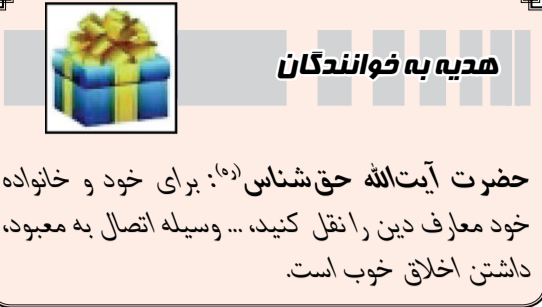 هدیه به خوانندگان
حضرت آیت‌الله حق‌شناس(ره): برای خود و خانواده
خود معارف دین را نقل کنید، ... وسیله اتصال به معبود،
داشتن اخلاق خوب است.